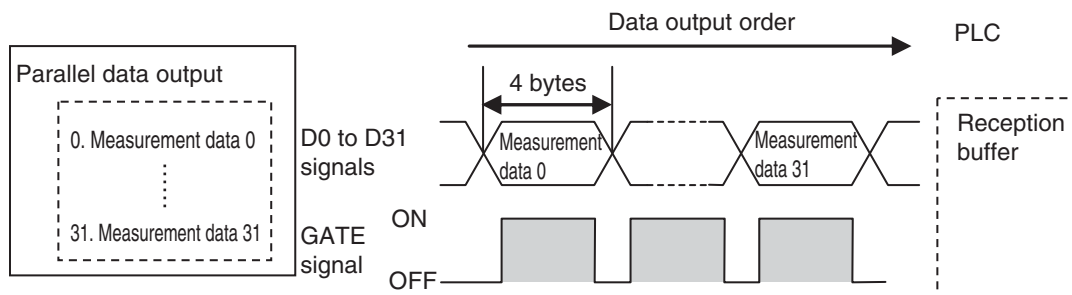 Data output order
PLC
Parallel data output
4 bytes
0. Measurement data 0
31. Measurement data 31
D0 to D31
signals
Measurement
data 0
Measurement
data 31
Reception
buffer
GATE
signal
ON
OFF